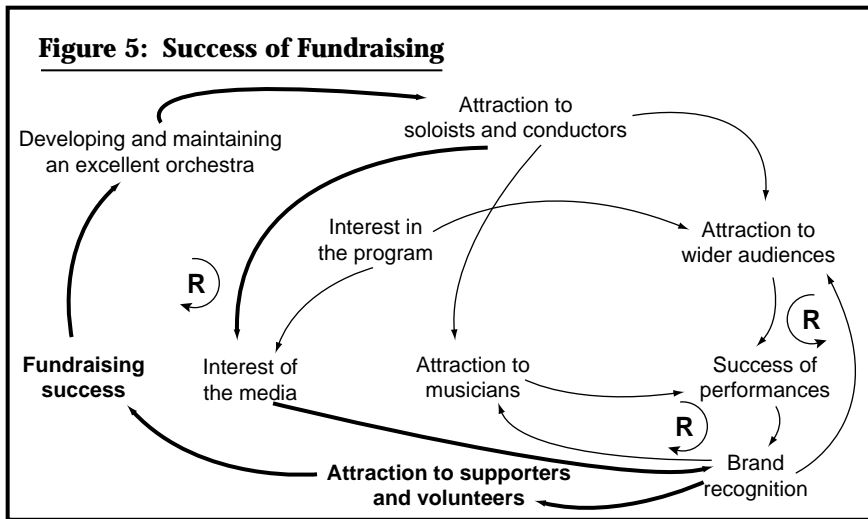 Figure 5: Success of Fundraising
Attraction to
soloists and conductors
Developing and maintaining
an excellent orchestra
Interest in
the program
Attraction to
wider audiences
R
R
Fundraising
success
Interest of
the media
Attraction to
musicians
Success of
performances
R
Attraction to supporters
and volunteers
Brand
recognition